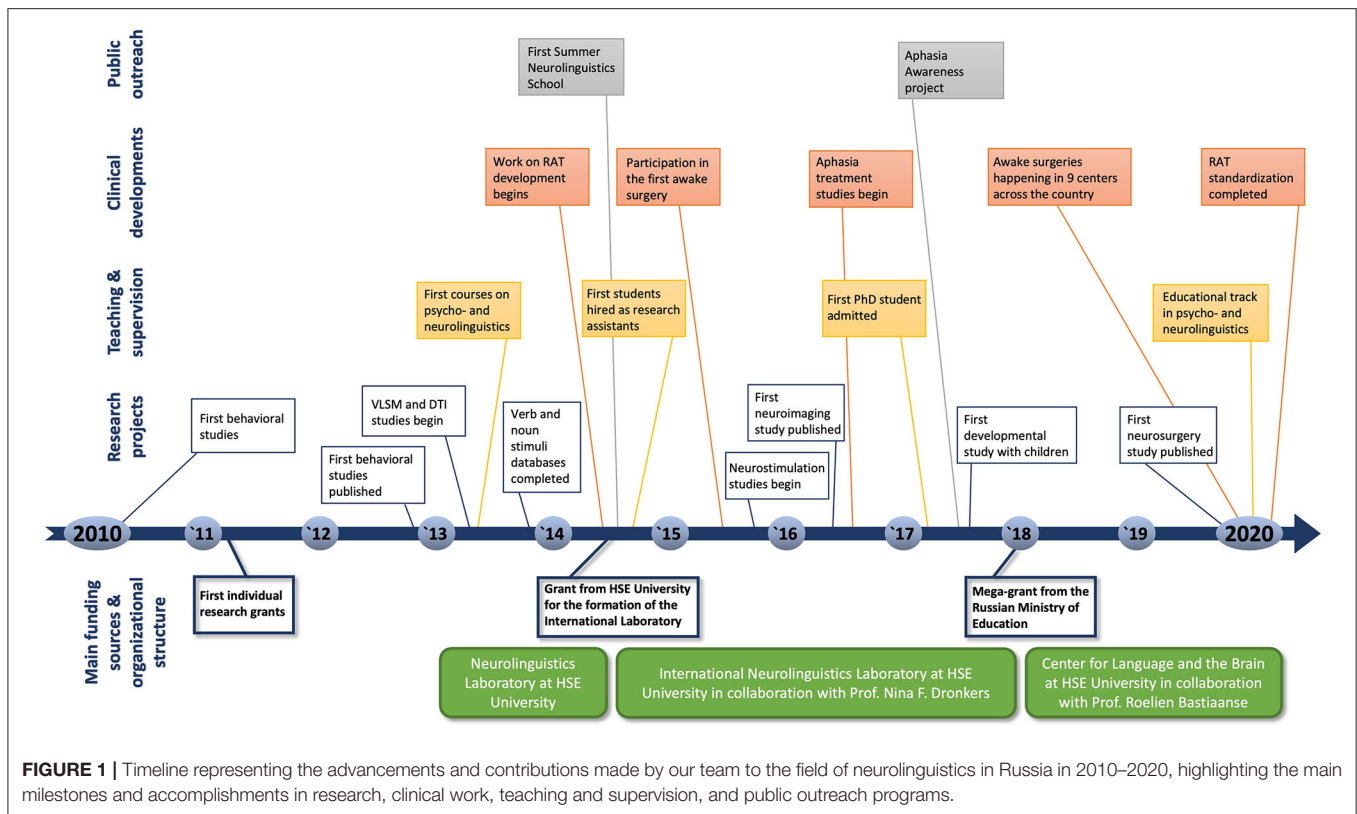 Public
outreach
First Summer
Neurolinguistics
School
Aphasia
Awareness
project
Clinical
developments
Work on RAT
development
begins
Participation in
the first awake
surgery
Aphasia
treatment
studies begin
Awake surgeries
happening in 9 centers
across the country
RAT
standardization
completed
Teaching &
supervision
First courses on
psycho- and
neurolinguistics
First students
hired as research
assistants
First PhD student
admitted
Educational track
in psycho- and
neurolinguistics
Research
rpojects
First behavioral
studies
First behavioral
studies
published
VLSM and DTI
studies begin
Verb and
noun
stimuli
databases
completed
Neurostimulation
studies begin
First
neuroimaging
study published
First
developmental
study with children
First
neurosurgery
study published
2010
`11
`12
`13
`14
`15
`16
`17
`18
`19
2020
Main funding
sources &
organizational
structure
First individual
research grants
Grant from HSE University
for the formation of the
International Laboratory
Mega-grant from the
Russian Ministry of
Education
Neurolinguistics
Laboratory at HSE
University
International Neurolinguistics Laboratory at HSE
University in collaboration with Prof. Nina F. Dronkers
Center for Language and the Brain
at HSE University in collaboration
with Prof. Roelien Bastiaanse
FIGURE 1 | Timeline representing the advancements and contributions made by our team to the field of neurolinguistics in Russia in 2010–2020, highlighting the main
milestones and accomplishments in research, clinical work, teaching and supervision, and public outreach programs.